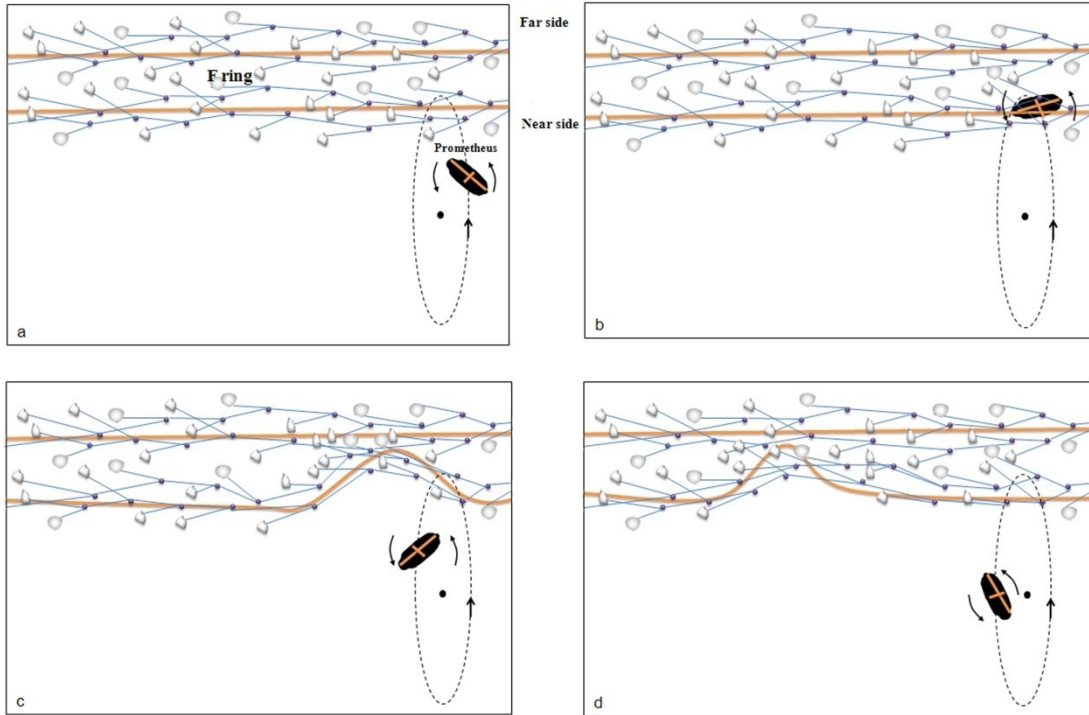 Far side
F ring
Near side
Prometheus
a
b
c
d